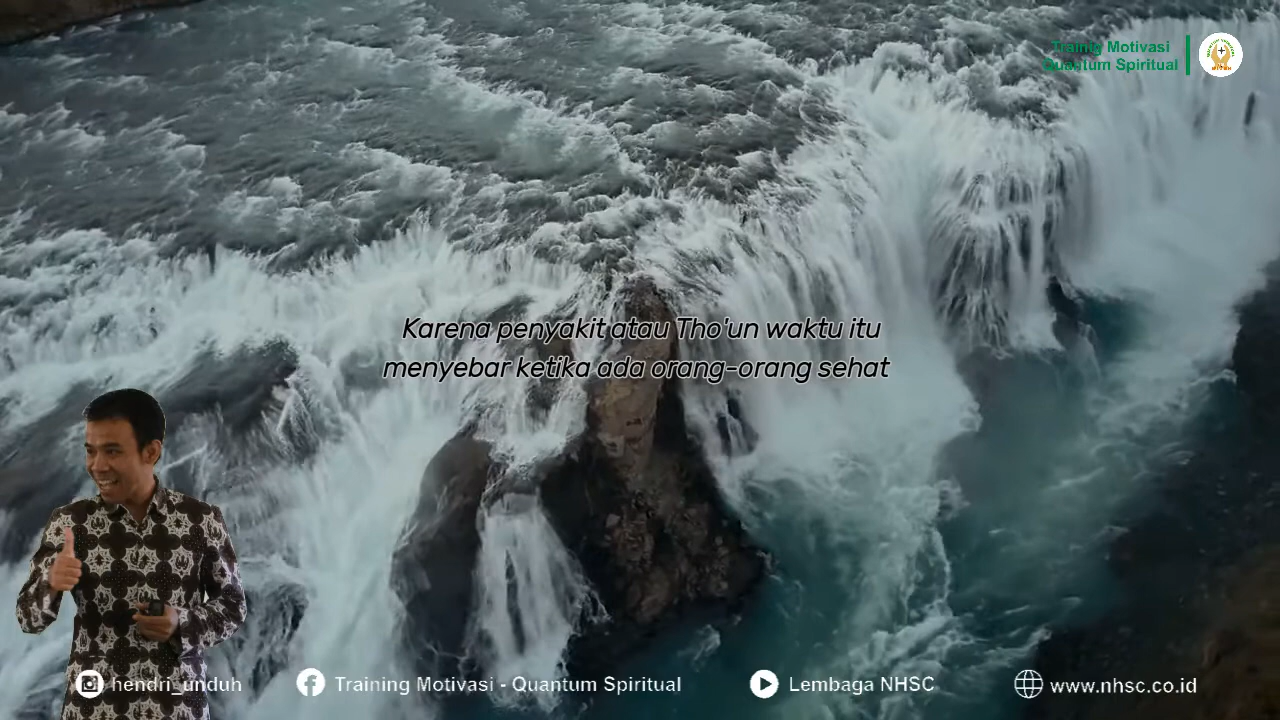 Trainig Motivasi
Quantum Spiritual
Karena penyakit atau Tho'un waktu itu
menyebar ketika ada orang-orang sehat
hendri_unduh
Training Motivasi - Quantum Spiritual
Lembaga NHSC
www.nhsc.co.id